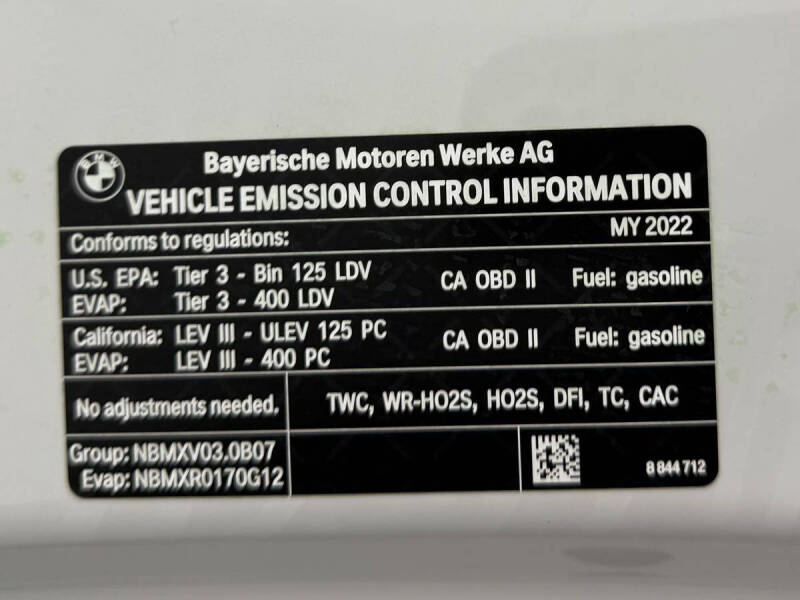 BMW
Bayerische Motoren Werke AG
VEHICLE EMISSION CONTROL INFORMATION
Conforms to regulations: MY 2022
U.S. EPA: Tier 3 - Bin 125 LDV CA OBD II Fuel: gasoline
EVAP: Tier 3 - 400 LDV
California: LEV III - ULEV 125 PC CA OBD II Fuel: gasoline
EVAP: LEV III - 400 PC
No adjustments needed. TWC, WR-HO2S, HO2S, DFI, TC, CAC
Group: NBMXV03.0B07
Evap: NBMXR0170G12 8 844 712